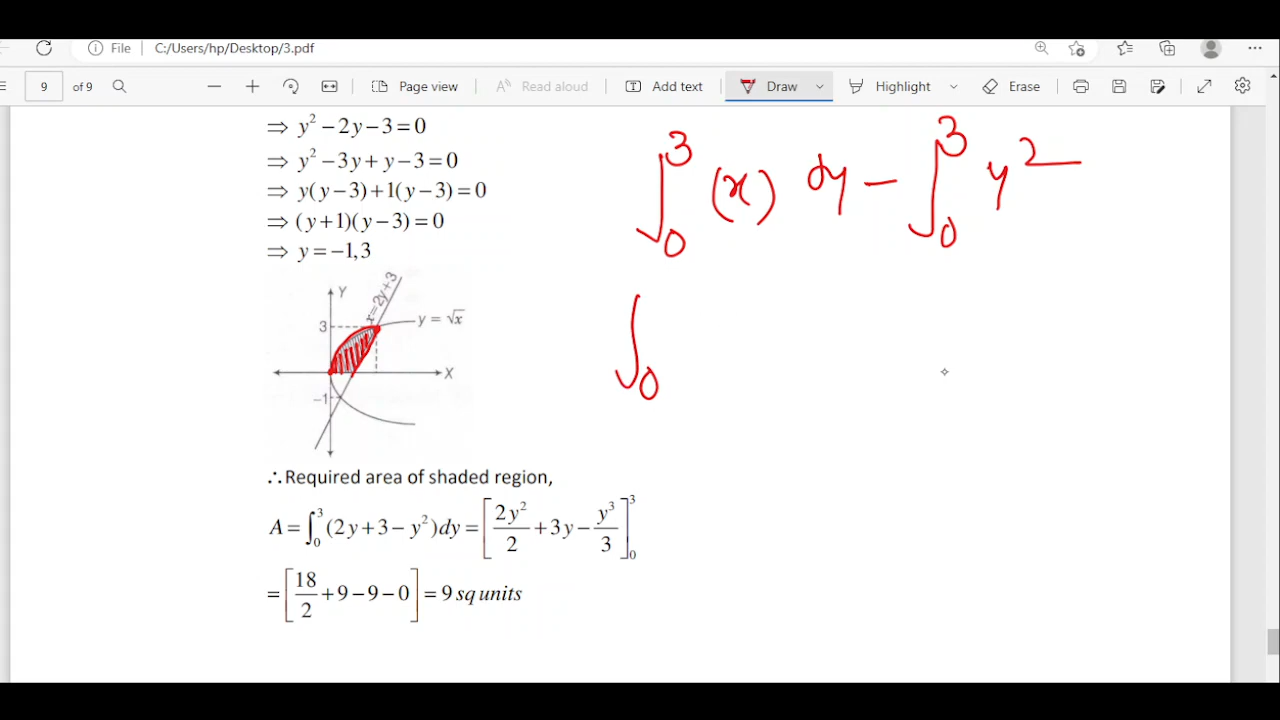 File C:/Users/hp/Desktop/3.pdf
9 of 9 Page view Read aloud Add text Draw Highlight Erase
⇒ y² − 2y − 3 = 0
⇒ y² − 3y + y − 3 = 0
⇒ y(y − 3) + 1(y − 3) = 0
⇒ (y + 1)(y − 3) = 0
⇒ y = −1, 3
∫₀³ (x) dy − ∫₀³ y²
∫₀
Y
x=2y+3
3
y = √x
X
−1
∴Required area of shaded region,
A = ∫₀³ (2y + 3 − y²)dy = [2y²/2 + 3y − y³/3]₀³
= [18/2 + 9 − 9 − 0] = 9 sq units